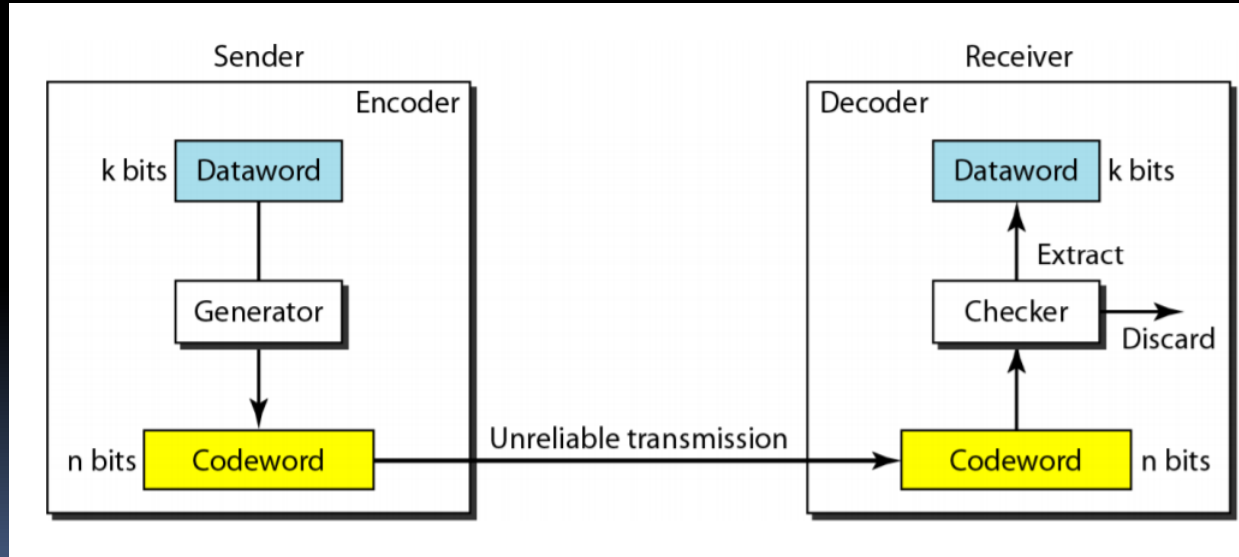 Sender
Receiver
Encoder
Decoder
k bits
Dataword
Dataword
k bits
Extract
Generator
Checker
Discard
Unreliable transmission
n bits
Codeword
Codeword
n bits